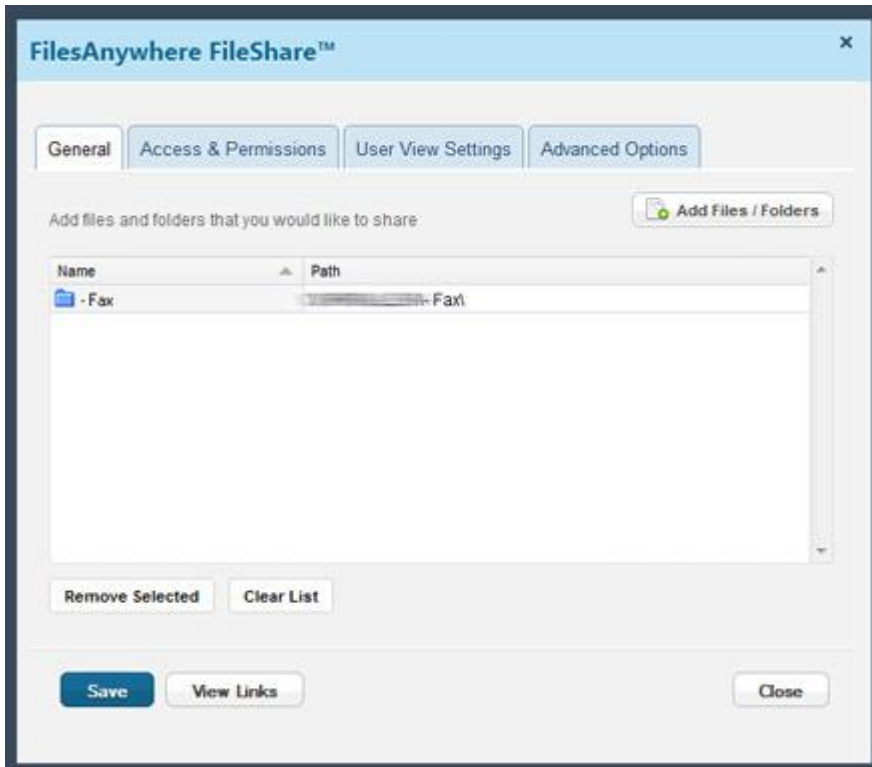 FilesAnywhere FileShare™ ×
General Access & Permissions User View Settings Advanced Options
Add files and folders that you would like to share Add Files / Folders
Name Path
- Fax \- Fax\
Remove Selected Clear List
Save View Links Close